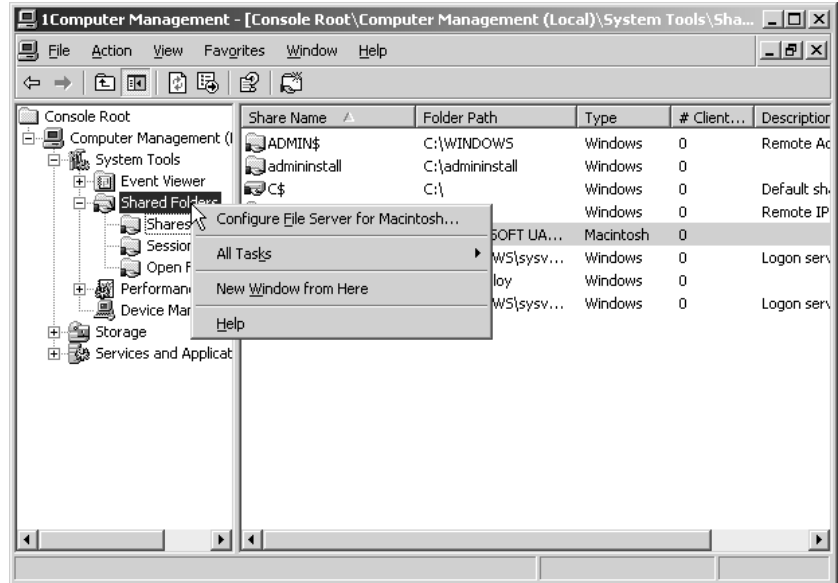 1Computer Management - [Console Root\Computer Management (Local)\System Tools\Sha...
File Action View Favorites Window Help
Console Root
Computer Management (l
System Tools
Event Viewer
Shared Folders
Shares
Session
Open F
Performan
Device Mar
Storage
Services and Applicat
Share Name Folder Path Type # Client... Description
ADMIN$ C:\WINDOWS Windows 0 Remote Ad
admininstall C:\admininstall Windows 0
C$ C:\ Windows 0 Default sha
Windows 0 Remote IP
SOFT UA... Macintosh 0
WS\sysv... Windows 0 Logon serv
loy Windows 0
WS\sysv... Windows 0 Logon serv
Configure File Server for Macintosh...
All Tasks
New Window from Here
Help